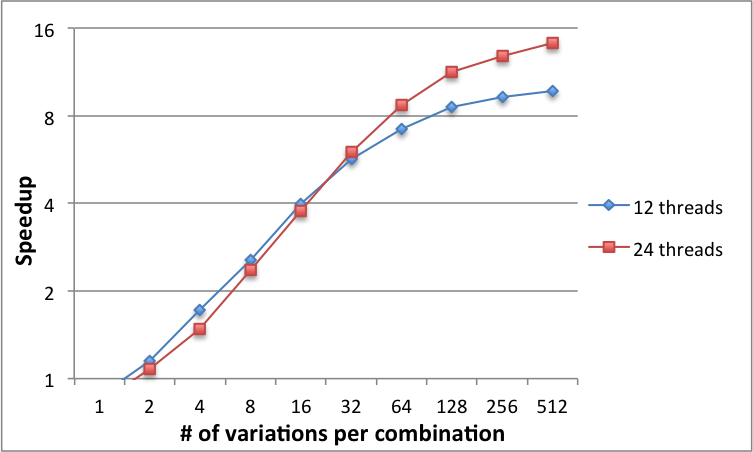 16
8
4
2
1
Speedup
1 2 4 8 16 32 64 128 256 512
# of variations per combination
12 threads
24 threads